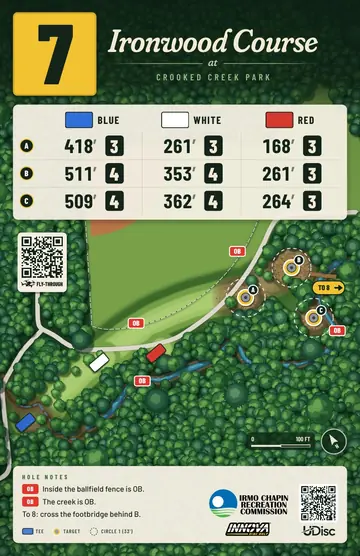 7
Ironwood Course
at
CROOKED CREEK PARK
BLUE WHITE RED
A 418' 3 261' 3 168' 3
B 511' 4 353' 4 261' 3
C 509' 4 362' 4 264' 3
FLY-THROUGH
OB
A
B
TO 8
C
OB
OB
OB
0 100 FT
HOLE NOTES
OB Inside the ballfield fence is OB.
OB The creek is OB.
To 8: cross the footbridge behind B.
TEE TARGET CIRCLE 1 (33')
IRMO CHAPIN
RECREATION
COMMISSION
INNOVA
DISC GOLF
UDisc